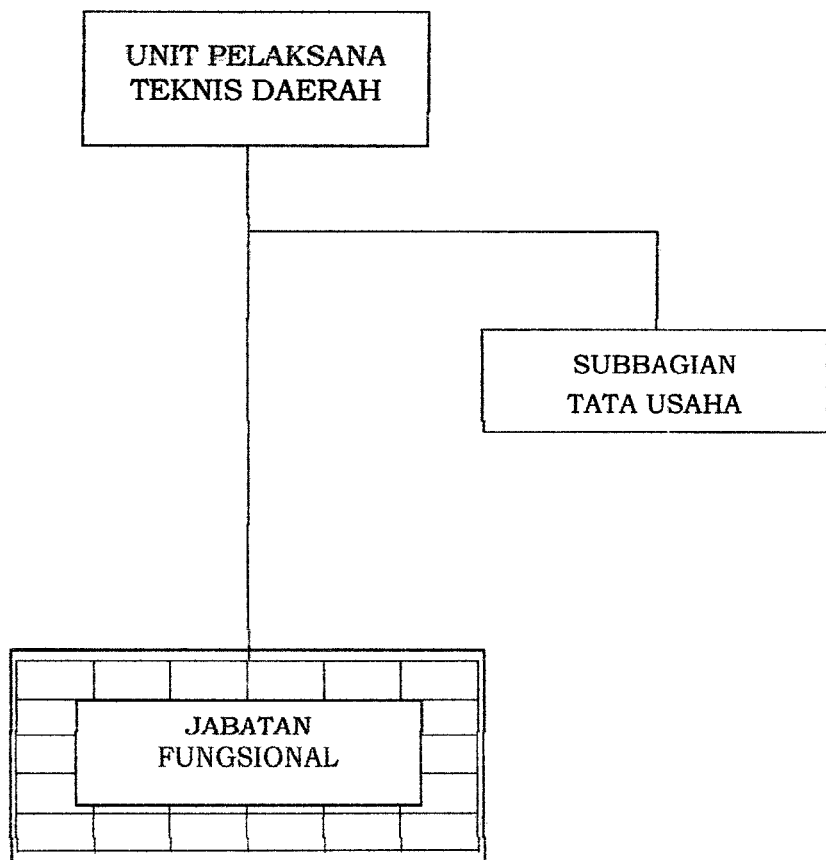 UNIT PELAKSANA
TEKNIS DAERAH
SUBBAGIAN
TATA USAHA
JABATAN
FUNGSIONAL